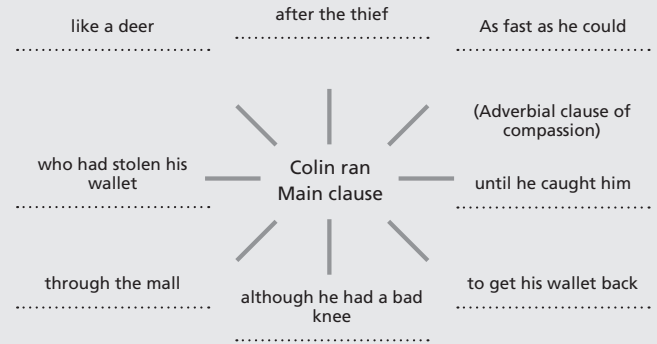 like a deer
after the thief
As fast as he could
(Adverbial clause of
compassion)
who had stolen his
wallet
Colin ran
Main clause
until he caught him
through the mall
although he had a bad
knee
to get his wallet back